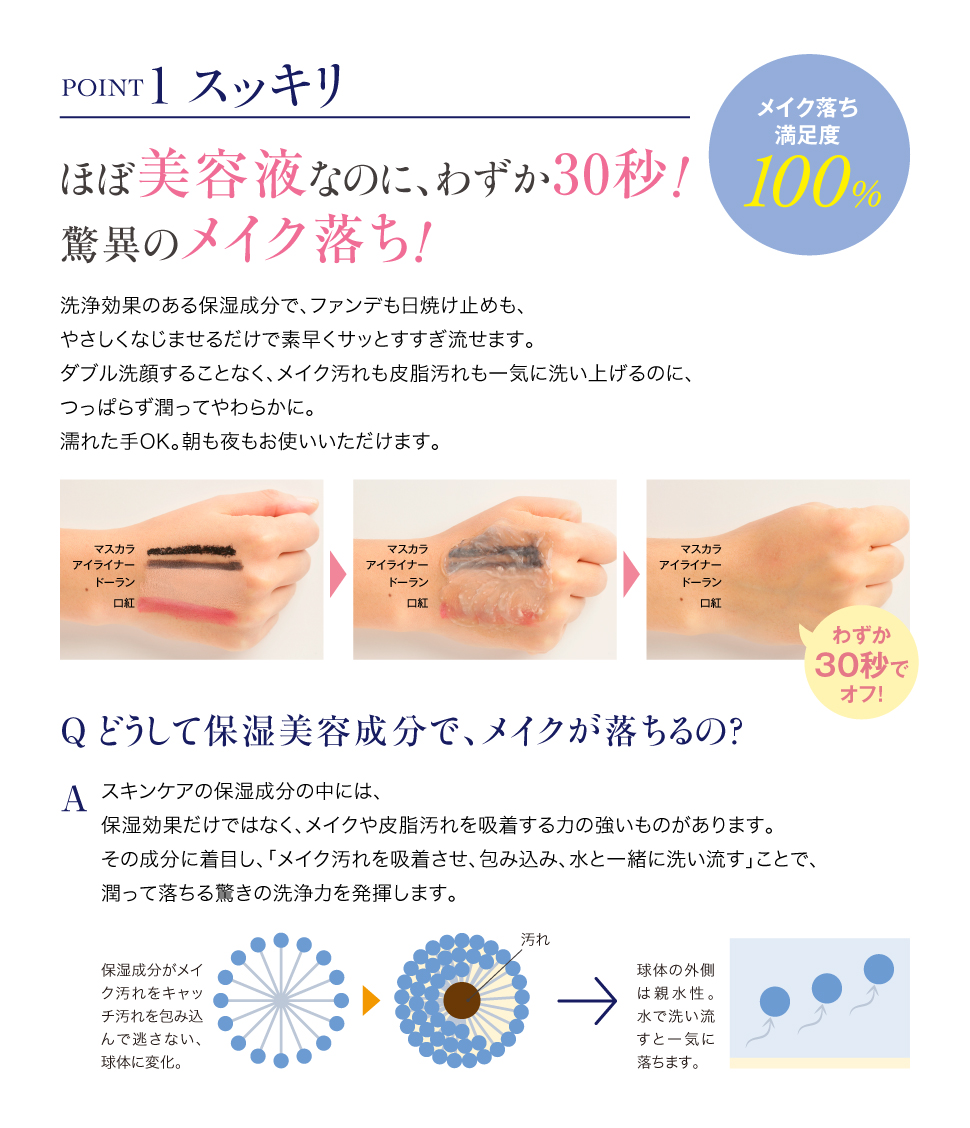 POINT1 スッキリ
メイク落ち
満足度
100%
ほぼ美容液なのに、わずか30秒!
驚異のメイク落ち!
洗浄効果のある保湿成分で、ファンデも日焼け止めも、
やさしくなじませるだけで素早くサッとすすぎ流せます。
ダブル洗顔することなく、メイク汚れも皮脂汚れも一気に洗い上げるのに、
つっぱらず潤ってやわらかに。
濡れた手OK。朝も夜もお使いいただけます。
マスカラ
アイライナー
ドーラン
口紅
マスカラ
アイライナー
ドーラン
口紅
マスカラ
アイライナー
ドーラン
口紅
わずか
30秒で
オフ!
Q どうして保湿美容成分で、メイクが落ちるの?
A スキンケアの保湿成分の中には、
保湿効果だけではなく、メイクや皮脂汚れを吸着する力の強いものがあります。
その成分に着目し、「メイク汚れを吸着させ、包み込み、水と一緒に洗い流す」ことで、
潤って落ちる驚きの洗浄力を発揮します。
保湿成分がメイ
ク汚れをキャッ
チ汚れを包み込
んで逃さない、
球体に変化。
汚れ
球体の外側
は親水性。
水で洗い流
すと一気に
落ちます。